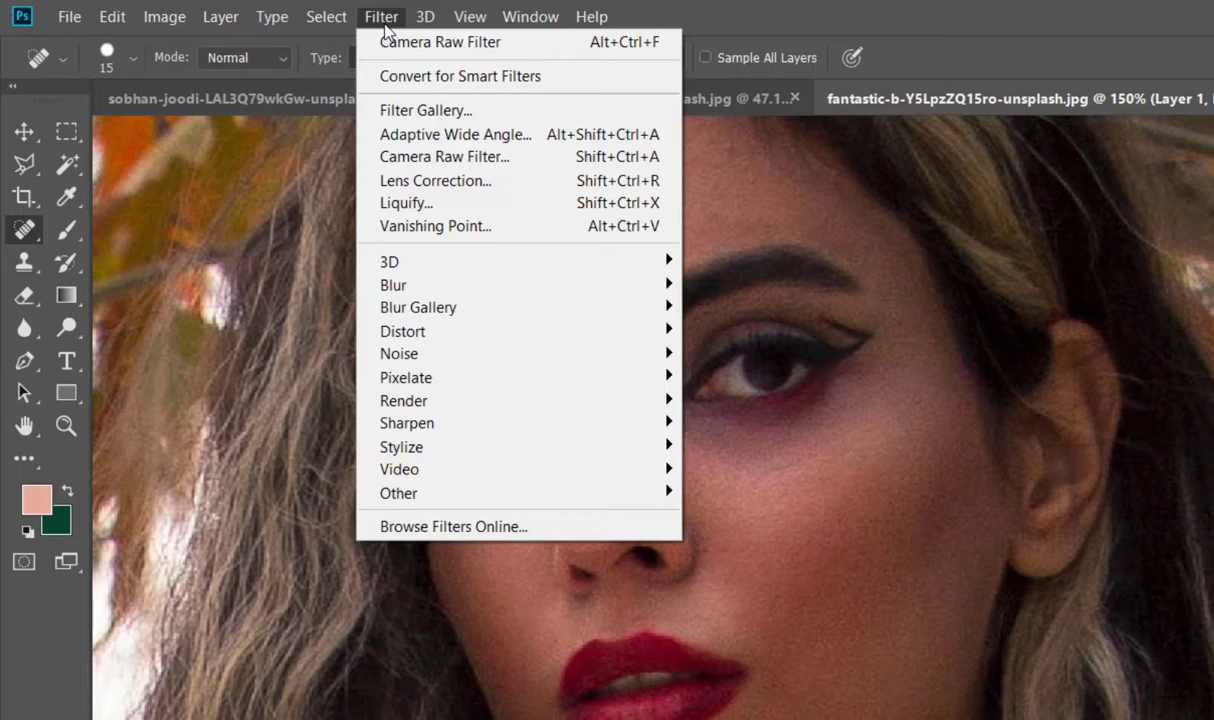 Ps File Edit Image Layer Type Select Filter 3D View Window Help
15 Mode: Normal Type: Sample All Layers
sobhan-joodi-LAL3Q79wkGw-unspla ash.jpg @ 47.1... fantastic-b-Y5LpzZQ15ro-unsplash.jpg @ 150% (Layer 1,
Camera Raw Filter Alt+Ctrl+F
Convert for Smart Filters
Filter Gallery...
Adaptive Wide Angle... Alt+Shift+Ctrl+A
Camera Raw Filter... Shift+Ctrl+A
Lens Correction... Shift+Ctrl+R
Liquify... Shift+Ctrl+X
Vanishing Point... Alt+Ctrl+V
3D
Blur
Blur Gallery
Distort
Noise
Pixelate
Render
Sharpen
Stylize
Video
Other
Browse Filters Online...